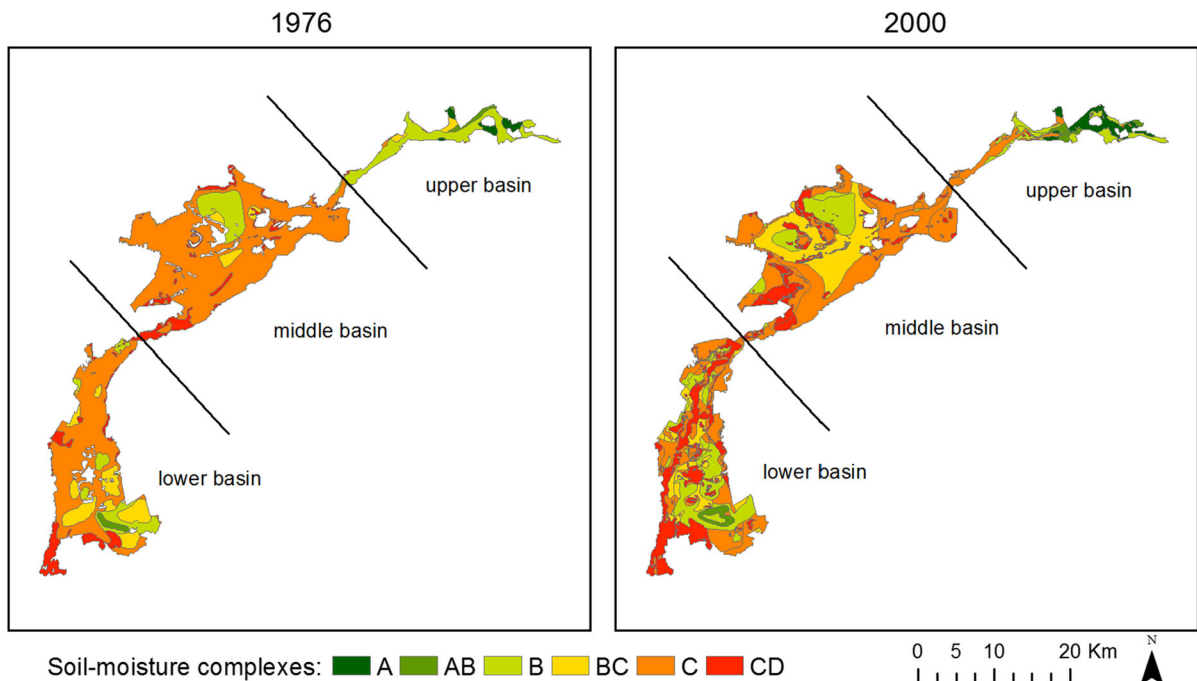 1976
2000
upper basin
middle basin
lower basin
upper basin
middle basin
lower basin
Soil-moisture complexes: A AB B BC C CD
0 5 10 20 Km
N